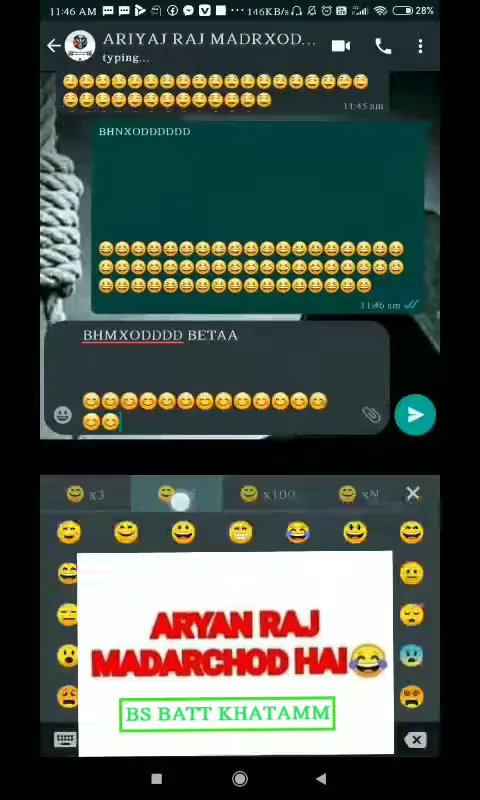 11:46 AM 146KB/s 28%
ARIYAJ RAJ MADRXOD...
typing...
11:45 am
BHNXODDDDDD
11:46 am
BHMXODDDD BETAA
x3 x100 xN
ARYAN RAJ
MADARCHOD HAI😂
BS BATT KHATAMM